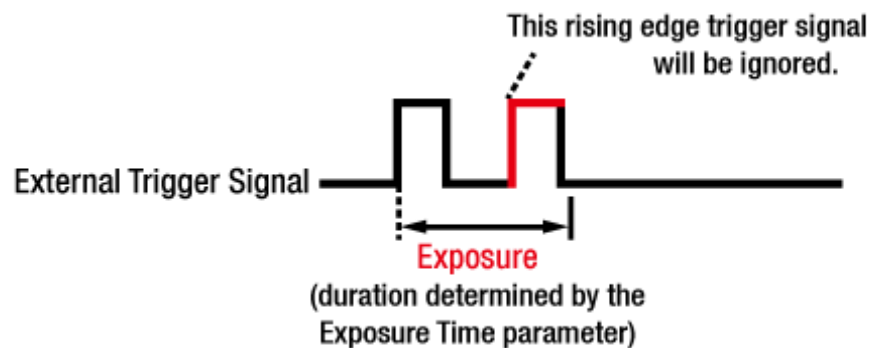 This rising edge trigger signal
will be ignored.
External Trigger Signal
Exposure
(duration determined by the
Exposure Time parameter)